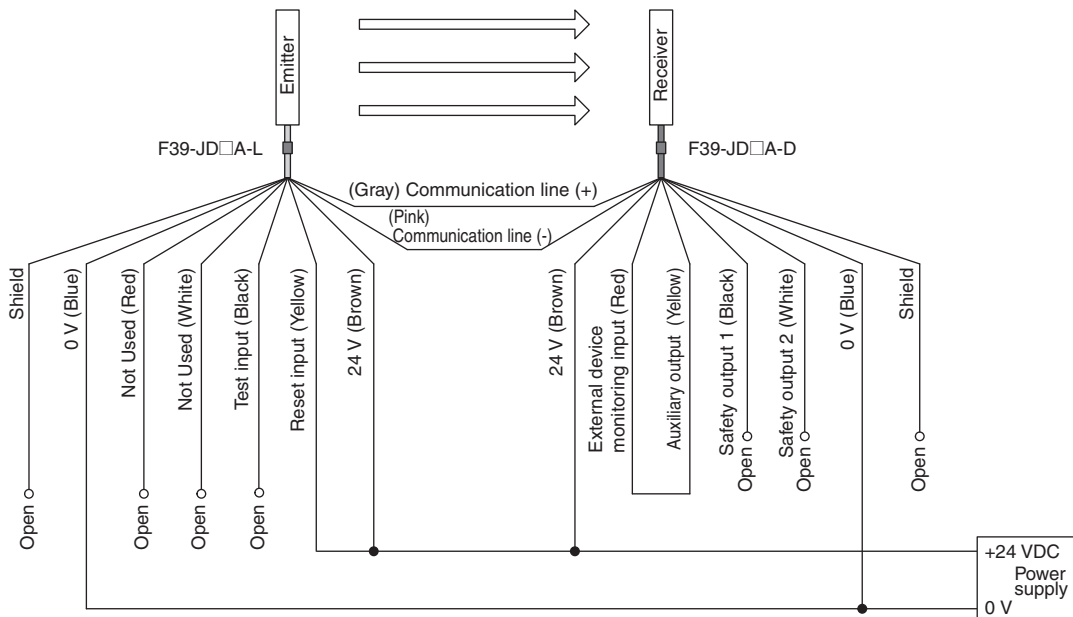 Emitter
Receiver
F39-JD□A-L
F39-JD□A-D
(Gray) Communication line (+)
(Pink)
Communication line (-)
Shield
0 V (Blue)
Not Used (Red)
Not Used (White)
Test input (Black)
Reset input (Yellow)
24 V (Brown)
24 V (Brown)
External device
monitoring input (Red)
Auxiliary output (Yellow)
Safety output 1 (Black)
Safety output 2 (White)
0 V (Blue)
Shield
Open
Open
Open
Open
Open
Open
Open
+24 VDC
Power
supply
0 V